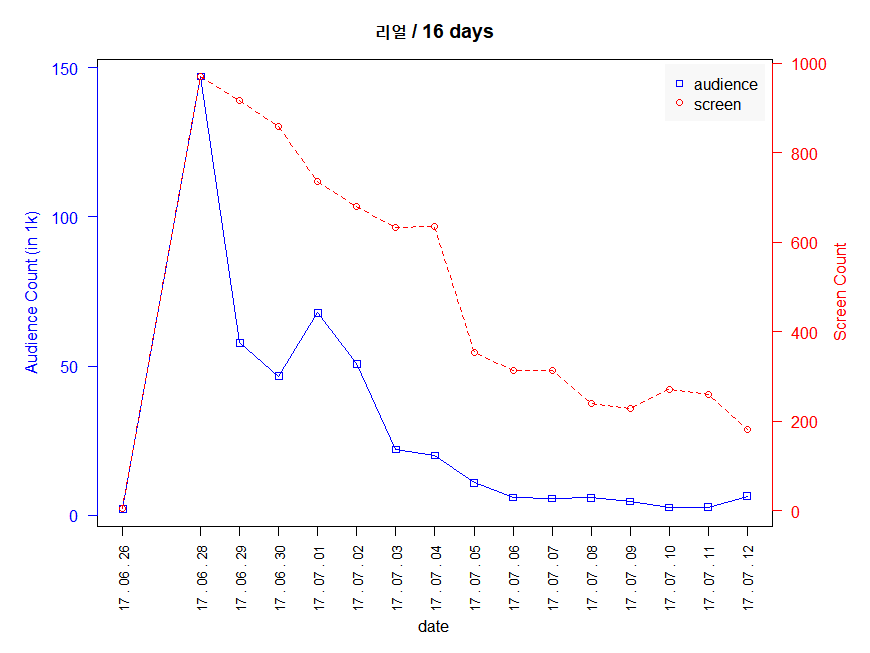 리얼 / 16 days
audience
screen
Audience Count (in 1k)
150
100
50
0
1000
800
600
400
200
0
Screen Count
17 . 06 . 26
17 . 06 . 28
17 . 06 . 29
17 . 06 . 30
17 . 07 . 01
17 . 07 . 02
17 . 07 . 03
17 . 07 . 04
17 . 07 . 05
17 . 07 . 06
17 . 07 . 07
17 . 07 . 08
17 . 07 . 09
17 . 07 . 10
17 . 07 . 11
17 . 07 . 12
date